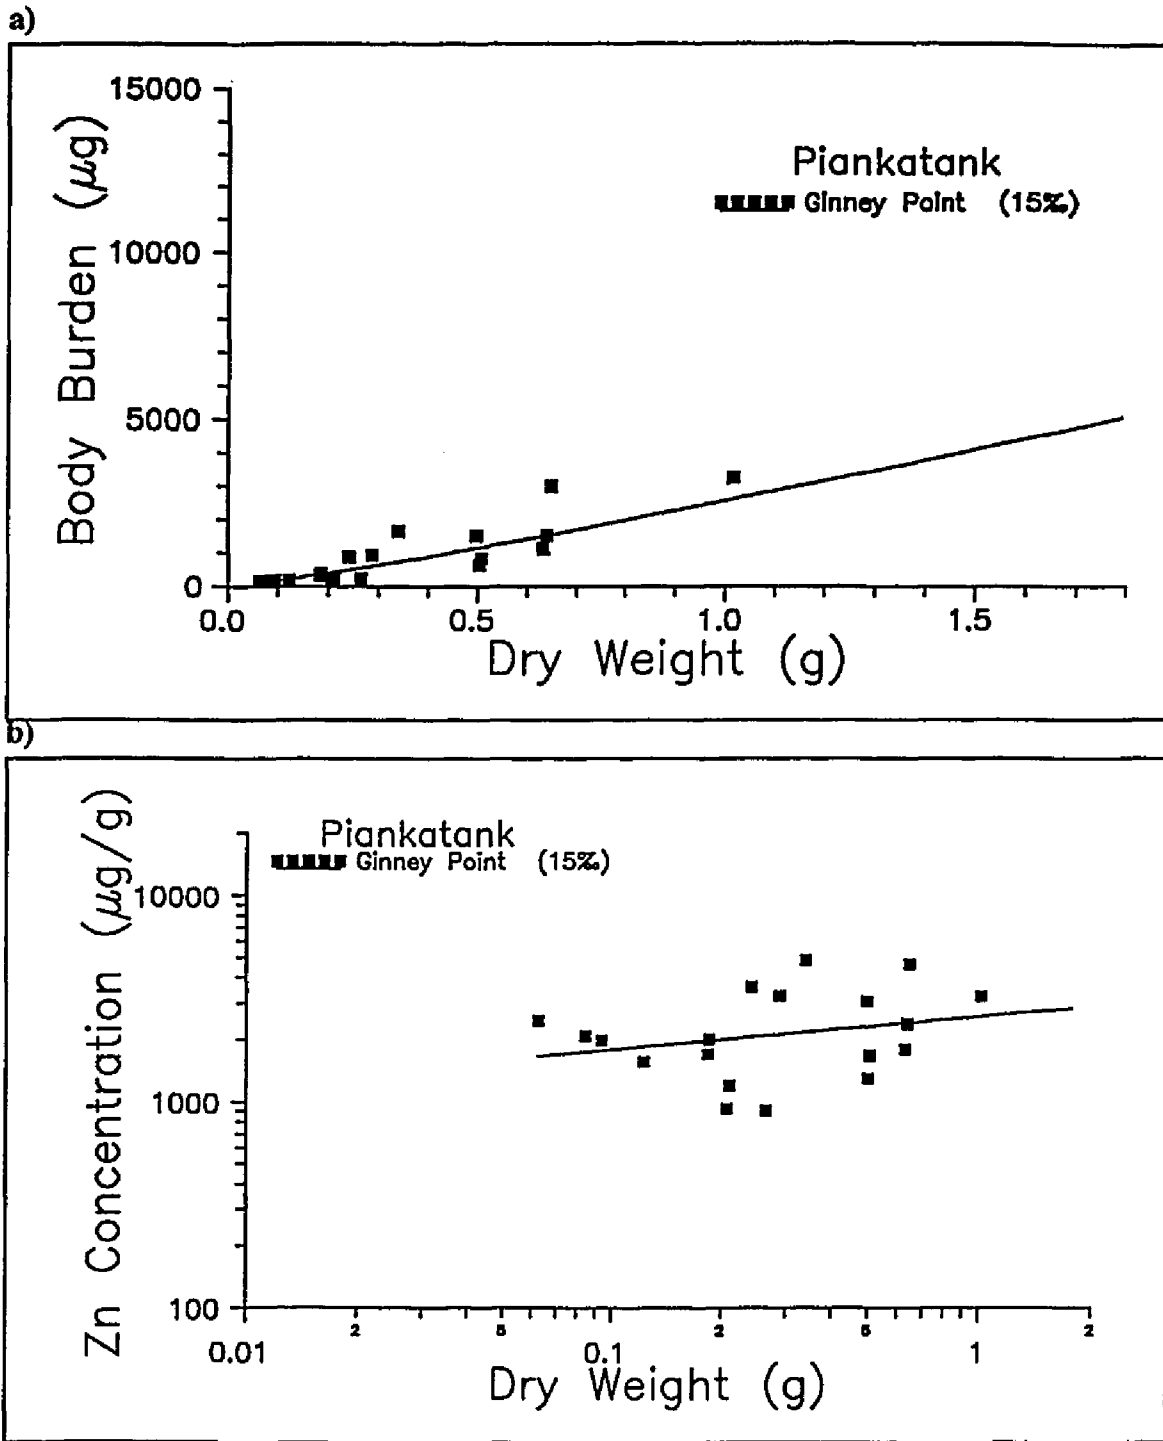 a)
15000
10000
5000
0
Body Burden (μg)
Piankatank
Ginney Point (15‰)
0.0 0.5 1.0 1.5
Dry Weight (g)
b)
Zn Concentration (μg/g)
Piankatank
Ginney Point (15‰)
10000
1000
100
2 5 2 5 2
0.01 0.1 1
Dry Weight (g)